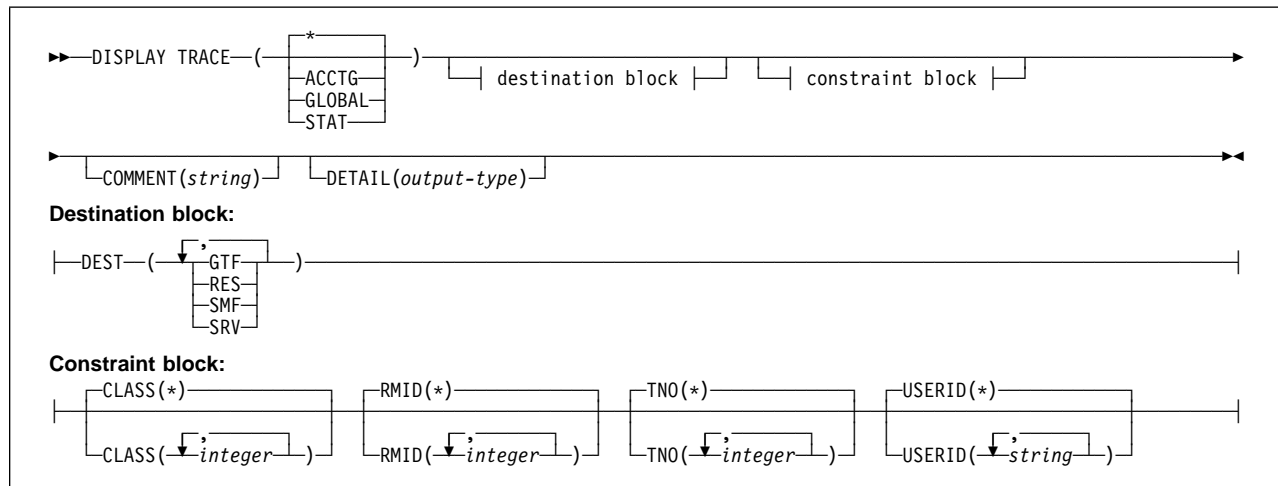 *
DISPLAY TRACE ( ) destination block constraint block
ACCTG
GLOBAL
STAT
COMMENT(string) DETAIL(output-type)
Destination block:
,
DEST ( GTF )
RES
SMF
SRV
Constraint block:
CLASS(*) RMID(*) TNO(*) USERID(*)
, , , ,
CLASS( integer ) RMID( integer ) TNO( integer ) USERID( string )